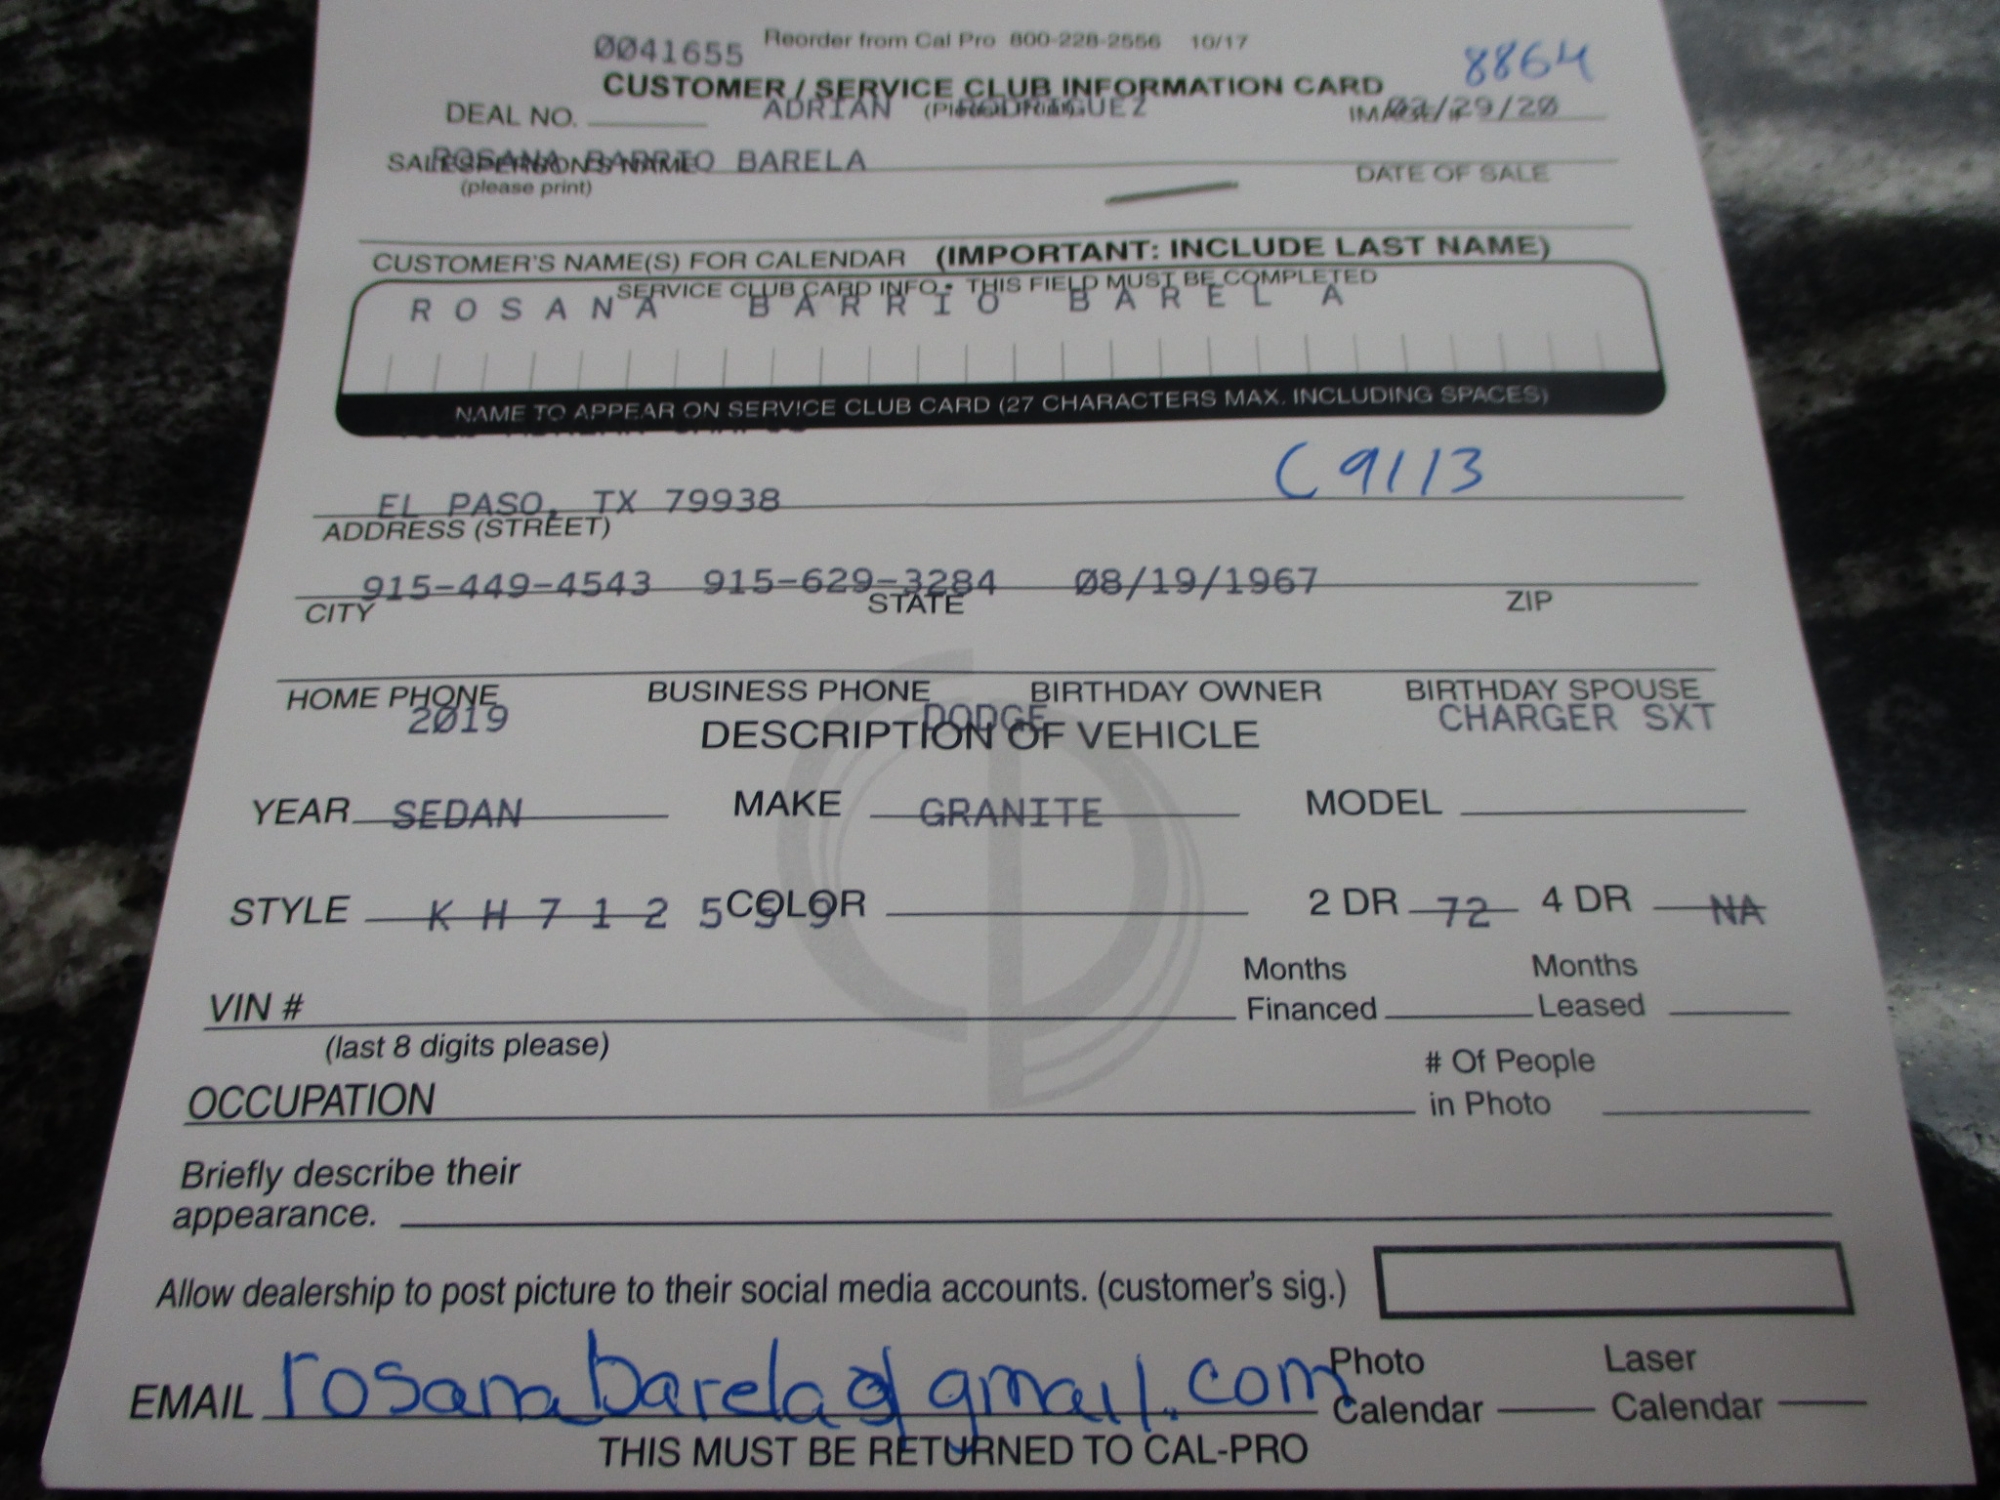 0041655 Reorder from Cal Pro 800-228-2556 10/17 8864
CUSTOMER / SERVICE CLUB INFORMATION CARD
DEAL NO. ADRIAN RODRIGUEZ /29/20
ROSANA BARRIO BARELA
SALESPERSON'S NAME DATE OF SALE
(please print)
CUSTOMER'S NAME(S) FOR CALENDAR (IMPORTANT: INCLUDE LAST NAME)
SERVICE CLUB CARD INFO • THIS FIELD MUST BE COMPLETED
ROSANA BARRIO BARELA
NAME TO APPEAR ON SERVICE CLUB CARD (27 CHARACTERS MAX. INCLUDING SPACES)
C9113
EL PASO, TX 79938
ADDRESS (STREET)
915-449-4543 915-629-3284 08/19/1967
CITY STATE ZIP
HOME PHONE BUSINESS PHONE BIRTHDAY OWNER BIRTHDAY SPOUSE
2019 DODGE CHARGER SXT
DESCRIPTION OF VEHICLE
YEAR SEDAN MAKE GRANITE MODEL
STYLE K H 7 1 2 5 9 9 COLOR 2 DR 72 4 DR NA
VIN # Months Financed Months Leased
(last 8 digits please)
OCCUPATION # Of People in Photo
Briefly describe their
appearance.
Allow dealership to post picture to their social media accounts. (customer's sig.)
EMAIL rosanabarela@gmail.com Photo Calendar Laser Calendar
THIS MUST BE RETURNED TO CAL-PRO